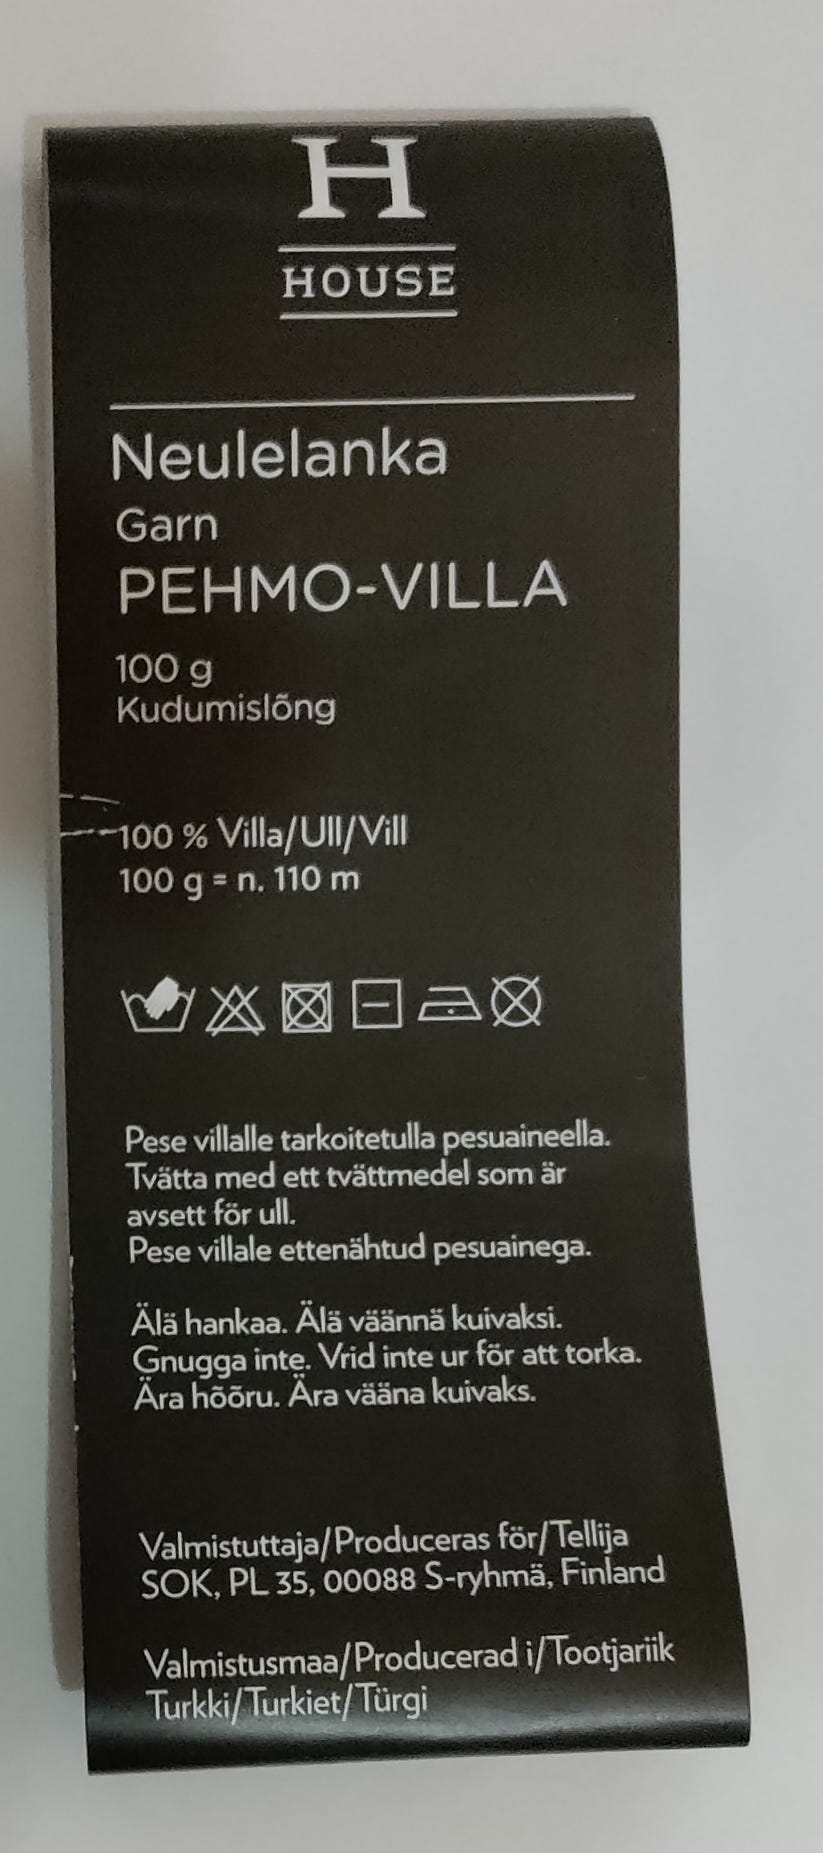 H
HOUSE
Neulelanka
Garn
PEHMO-VILLA
100 g
Kudumislõng
100 % Villa/Ull/Vill
100 g = n. 110 m
Pese villalle tarkoitetulla pesuaineella.
Tvätta med ett tvättmedel som är
avsett för ull.
Pese villale ettenähtud pesuainega.
Älä hankaa. Älä väännä kuivaksi.
Gnugga inte. Vrid inte ur för att torka.
Ära hõõru. Ära vääna kuivaks.
Valmistuttaja/Produceras för/Tellija
SOK, PL 35, 00088 S-ryhmä, Finland
Valmistusmaa/Producerad i/Tootjariik
Turkki/Turkiet/Türgi